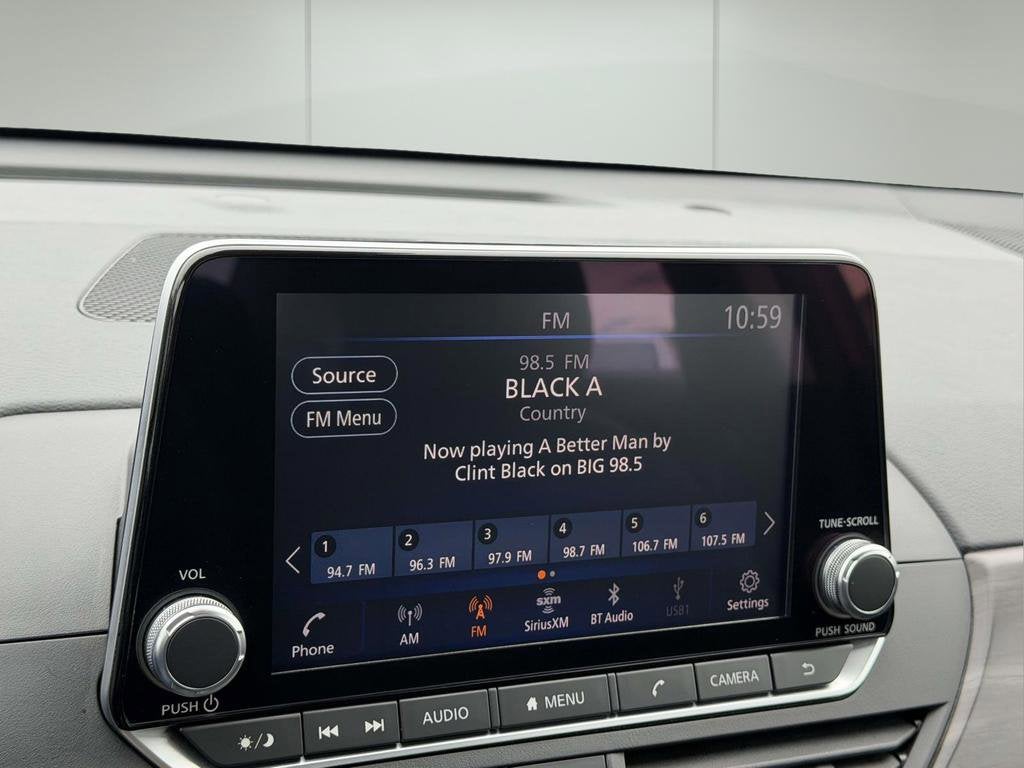 FM 10:59
Source
FM Menu
98.5 FM
BLACK A
Country
Now playing A Better Man by
Clint Black on BIG 98.5
1 2 3 4 5 6
94.7 FM 96.3 FM 97.9 FM 98.7 FM 106.7 FM 107.5 FM
Phone AM FM sxm SiriusXM BT Audio USB1 Settings
VOL
PUSH
TUNE·SCROLL
PUSH SOUND
AUDIO MENU CAMERA